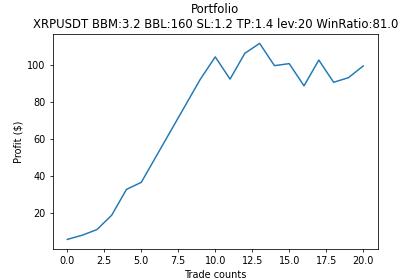 Portfolio
XRPUSDT BBM:3.2 BBL:160 SL:1.2 TP:1.4 lev:20 WinRatio:81.0
100
80
60
40
20
Profit ($)
0.0 2.5 5.0 7.5 10.0 12.5 15.0 17.5 20.0
Trade counts